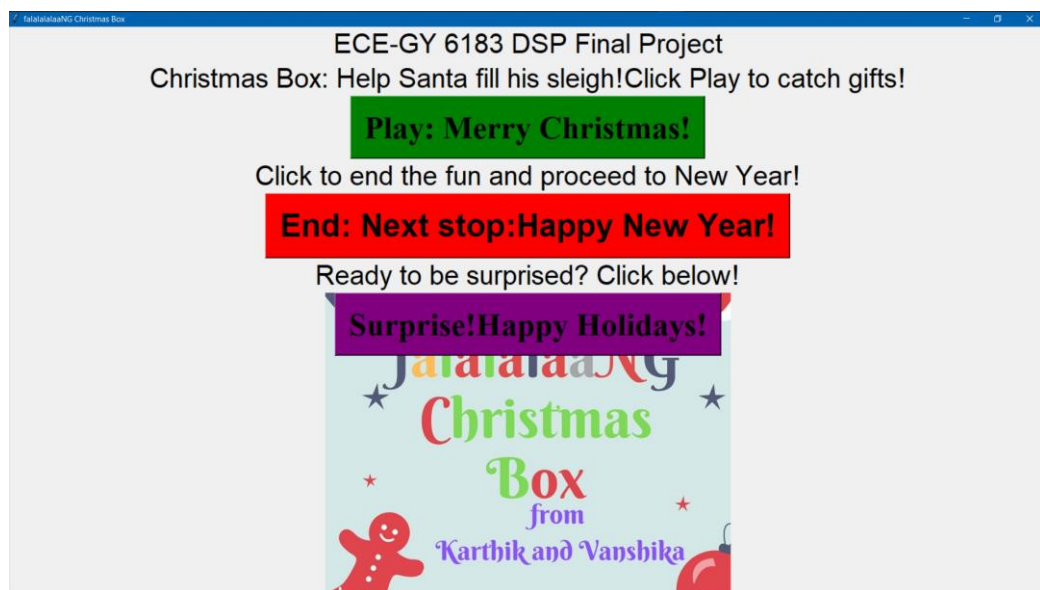 falalalalaaNG Christmas Box
ECE-GY 6183 DSP Final Project
Christmas Box: Help Santa fill his sleigh!Click Play to catch gifts!
Play: Merry Christmas!
Click to end the fun and proceed to New Year!
End: Next stop:Happy New Year!
Ready to be surprised? Click below!
Surprise!Happy Holidays!
falalalalaaNG
Christmas
Box
from
Karthik and Vanshika